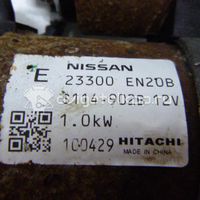 NISSAN
E 23300 EN20B
S114-902B 12V
1.0kW HITACHI
100429 MADE IN CHINA